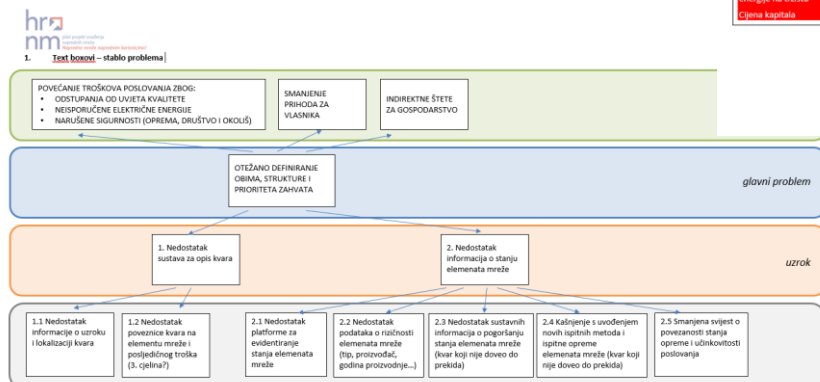 energije na tržištu
Cijena kapitala
hr
nm
pilot projekt uvođenja
naprednih mreža
1. Text boxovi – stablo problema
POVEĆANJE TROŠKOVA POSLOVANJA ZBOG:
• ODSTUPANJA OD UVJETA KVALITETE
• NEISPORUČENE ELEKTRIČNE ENERGIJE
• NARUŠENE SIGURNOSTI (OPREMA, DRUŠTVO I OKOLIŠ)
SMANJENJE
PRIHODA ZA
VLASNIKA
INDIREKTNE ŠTETE
ZA GOSPODARSTVO
OTEŽANO DEFINIRANJE
OBIMA, STRUKTURE I
PRIORITETA ZAHVATA
glavni problem
1. Nedostatak
sustava za opis kvara
2. Nedostatak
informacija o stanju
elemenata mreže
uzrok
1.1 Nedostatak
informacije o uzroku
i lokalizaciji kvara
1.2 Nedostatak
poveznice kvara na
elementu mreže i
posljedičnog troška
(3. cjelina?)
2.1 Nedostatak
platforme za
evidentiranje
stanja elemenata
mreže
2.2 Nedostatak
podataka o rizičnosti
elemenata mreže
(tip, proizvođač,
godina proizvodnje...)
2.3 Nedostatak sustavnih
informacija o pogoršanju
stanja elemenata mreže
(kvar koji nije doveo do
prekida)
2.4 Kašnjenje s uvođenjem
novih ispitnih metoda i
ispitne opreme
elemenata mreže (kvar koji
nije doveo do prekida)
2.5 Smanjena svijest o
povezanosti stanja
opreme i učinkovitosti
poslovanja